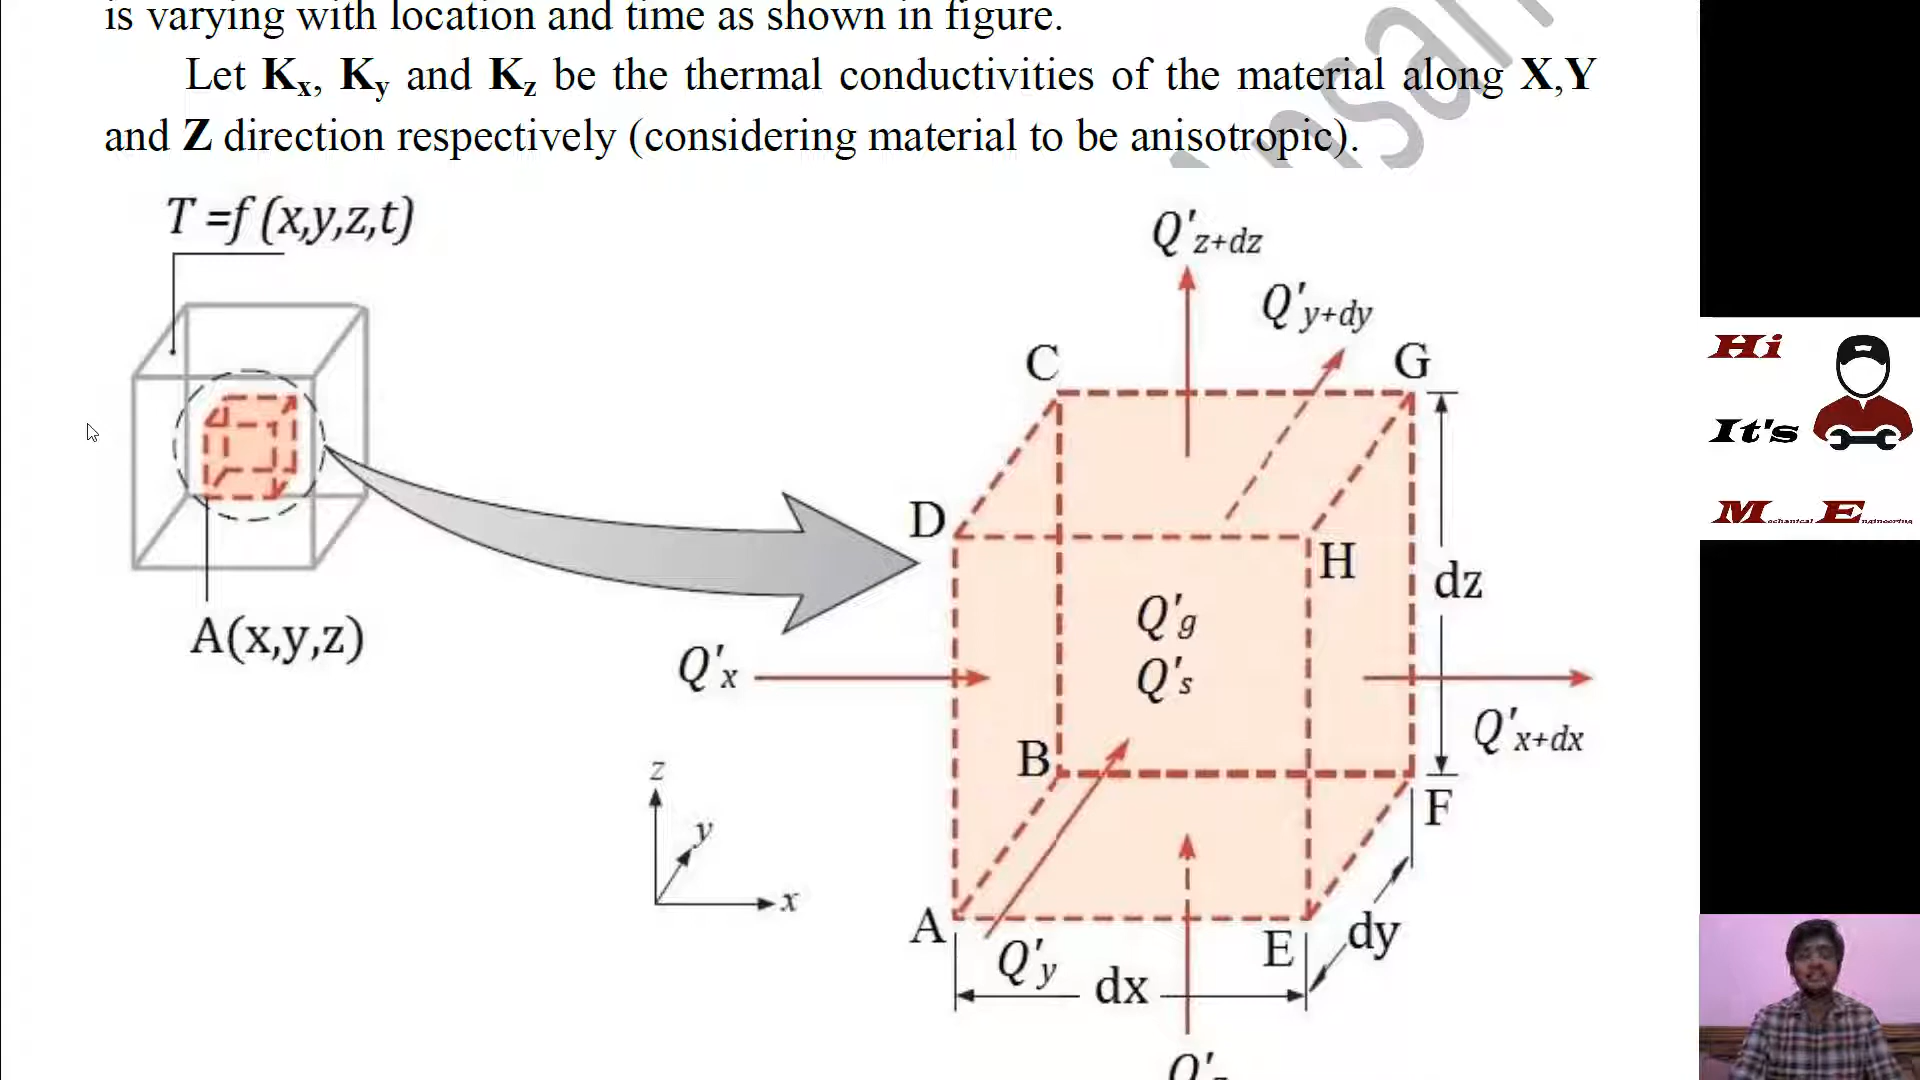 is varying with location and time as shown in figure.
Let Kx, Ky and Kz be the thermal conductivities of the material along X,Y
and Z direction respectively (considering material to be anisotropic).
T =f (x,y,z,t)
A(x,y,z)
Q'z+dz
Q'y+dy
C
G
D
H
dz
Q'g
Q's
Q'x
Q'x+dx
B
F
z
y
x
A
E
Q'y
dx
dy
Hi
It's
Mechanical Engineering